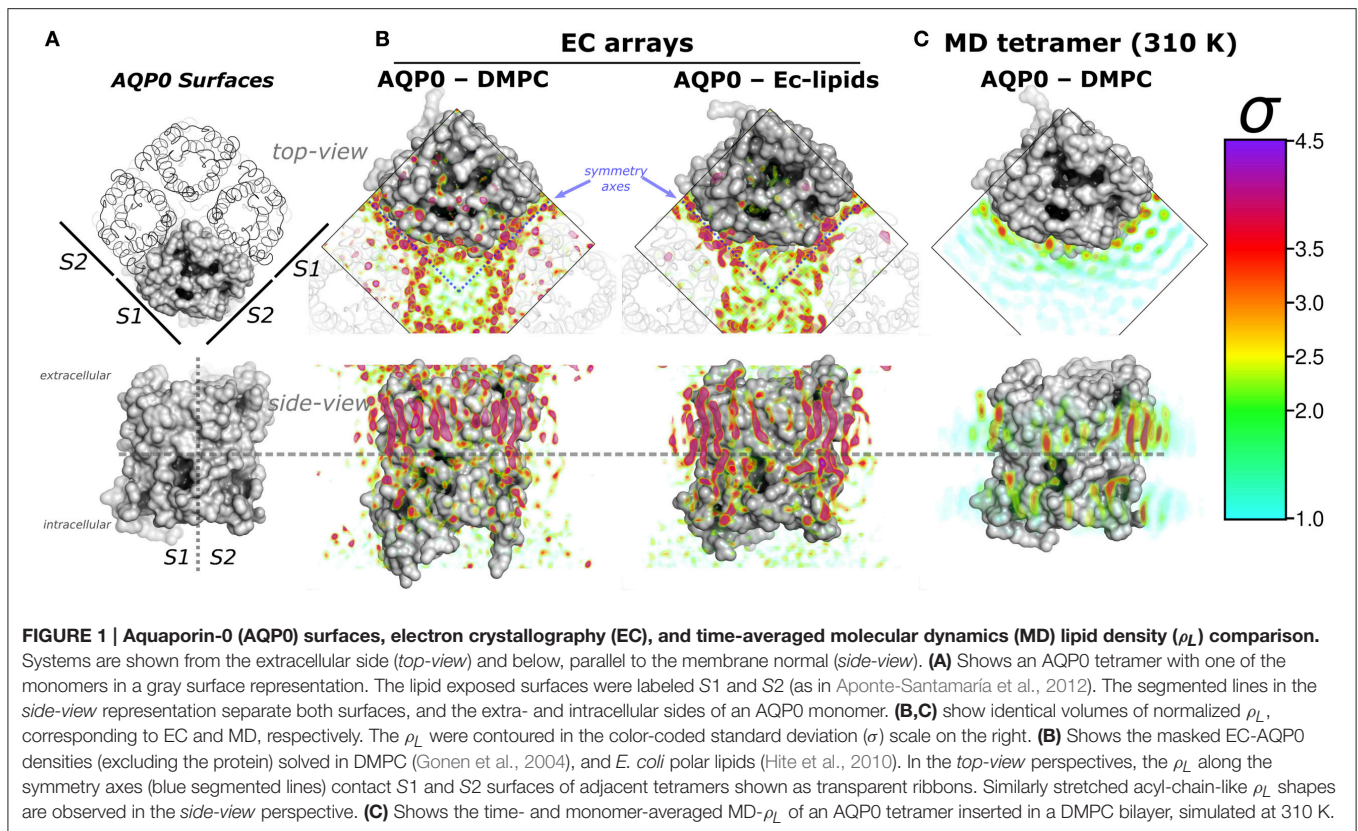 A
B
EC arrays
C
MD tetramer (310 K)
AQP0 Surfaces
AQP0 – DMPC
AQP0 – Ec-lipids
AQP0 – DMPC
σ
top-view
symmetry
axes
4.5
4.0
3.5
3.0
2.5
2.0
1.0
S2
S1
S1
S2
extracellular
side-view
intracellular
S1
S2
FIGURE 1 | Aquaporin-0 (AQP0) surfaces, electron crystallography (EC), and time-averaged molecular dynamics (MD) lipid density (ρL) comparison.
Systems are shown from the extracellular side (top-view) and below, parallel to the membrane normal (side-view). (A) Shows an AQP0 tetramer with one of the
monomers in a gray surface representation. The lipid exposed surfaces were labeled S1 and S2 (as in Aponte-Santamaría et al., 2012). The segmented lines in the
side-view representation separate both surfaces, and the extra- and intracellular sides of an AQP0 monomer. (B,C) show identical volumes of normalized ρL,
corresponding to EC and MD, respectively. The ρL were contoured in the color-coded standard deviation (σ) scale on the right. (B) Shows the masked EC-AQP0
densities (excluding the protein) solved in DMPC (Gonen et al., 2004), and E. coli polar lipids (Hite et al., 2010). In the top-view perspectives, the ρL along the
symmetry axes (blue segmented lines) contact S1 and S2 surfaces of adjacent tetramers shown as transparent ribbons. Similarly stretched acyl-chain-like ρL shapes
are observed in the side-view perspective. (C) Shows the time- and monomer-averaged MD-ρL of an AQP0 tetramer inserted in a DMPC bilayer, simulated at 310 K.